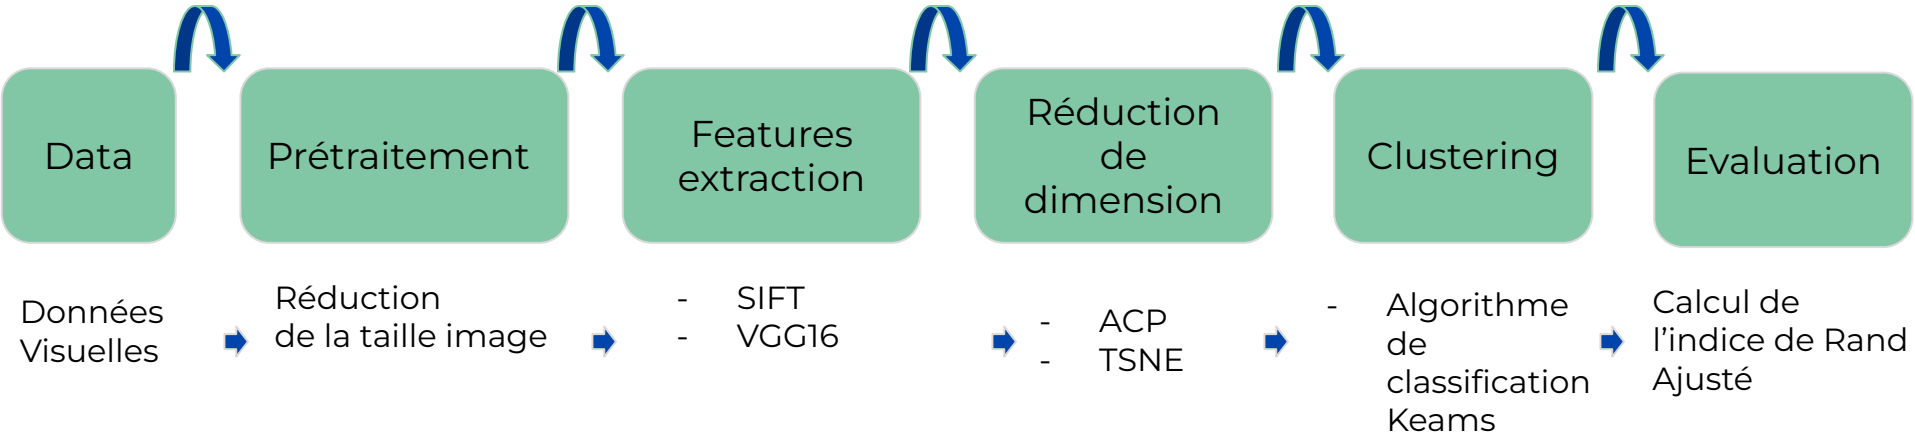 Data
Prétraitement
Features
extraction
Réduction
de
dimension
Clustering
Evaluation
Données
Visuelles
Réduction
de la taille image
- SIFT
- VGG16
- ACP
- TSNE
- Algorithme
de
classification
Keams
Calcul de
l’indice de Rand
Ajusté